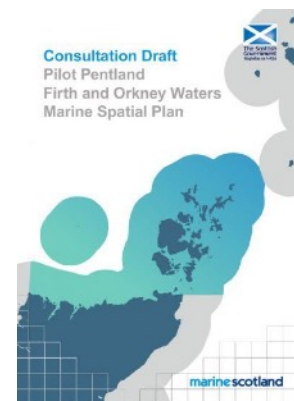 Consultation Draft
Pilot Pentland
Firth and Orkney Waters
Marine Spatial Plan
The Scottish
Government
marinescotland